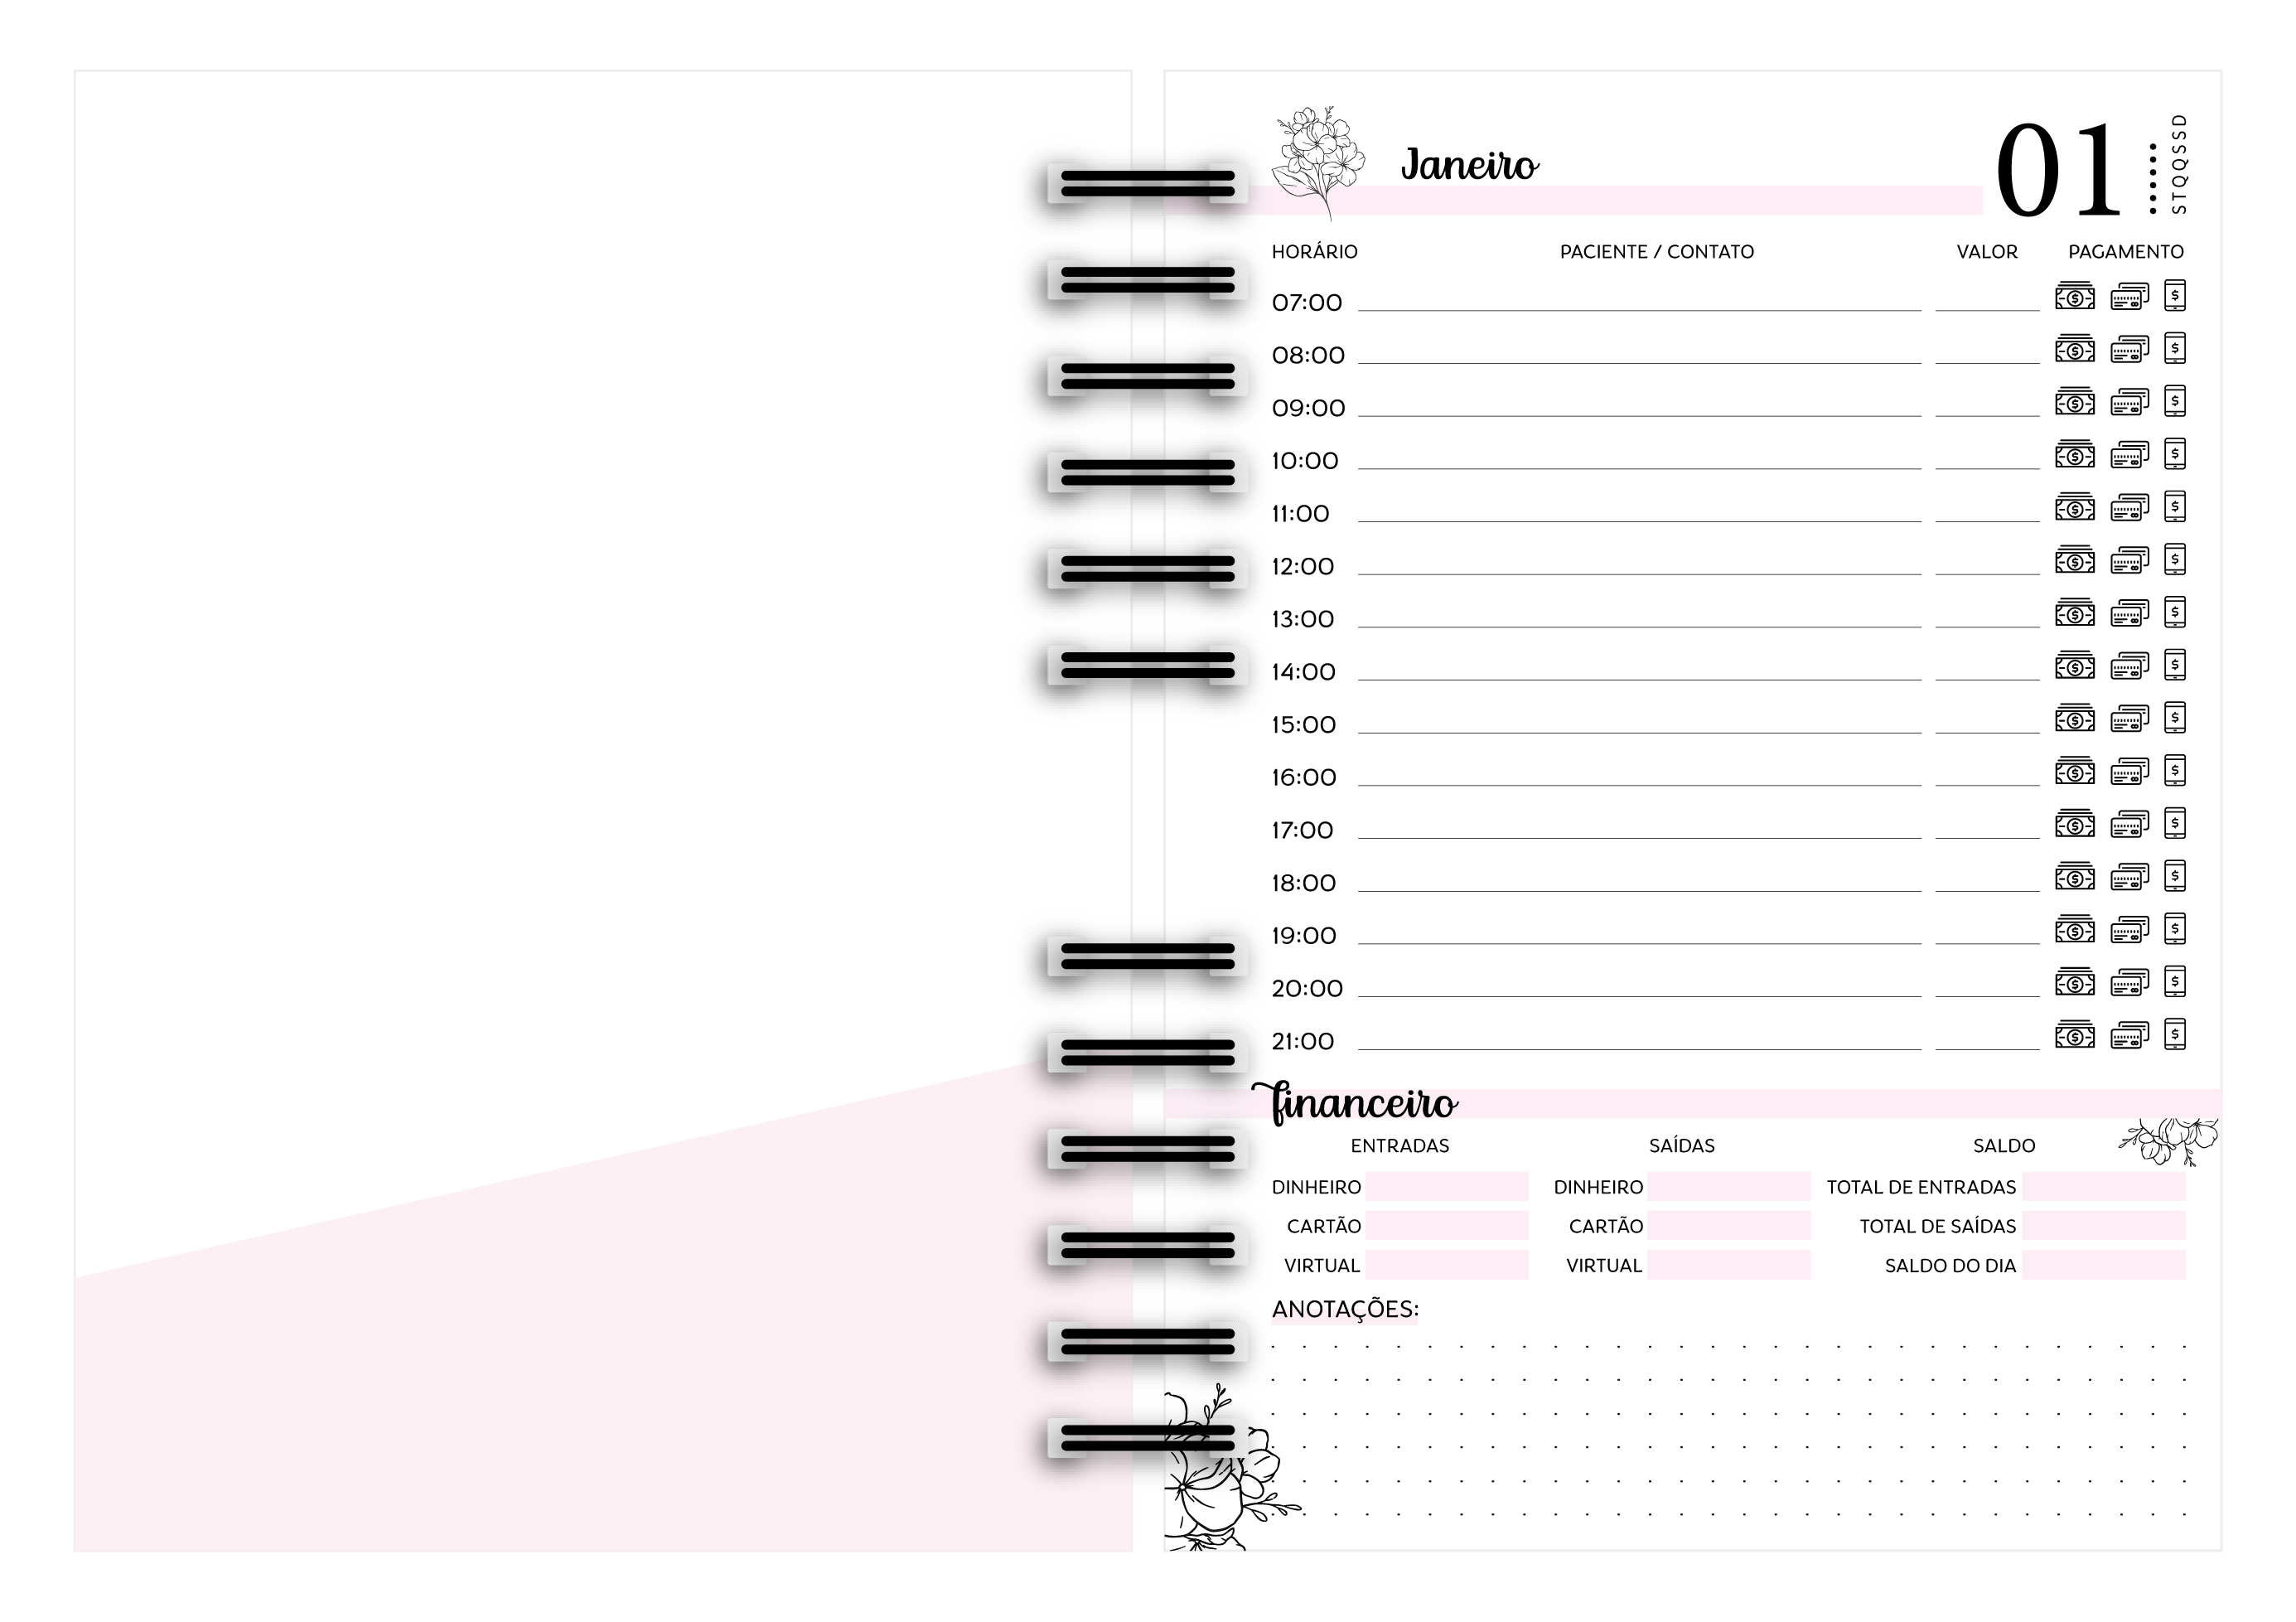 Janeiro
01
STQQSSD
HORÁRIO PACIENTE / CONTATO VALOR PAGAMENTO
07:00
08:00
09:00
10:00
11:00
12:00
13:00
14:00
15:00
16:00
17:00
18:00
19:00
20:00
21:00
financeiro
ENTRADAS SAÍDAS SALDO
DINHEIRO DINHEIRO TOTAL DE ENTRADAS
CARTÃO CARTÃO TOTAL DE SAÍDAS
VIRTUAL VIRTUAL SALDO DO DIA
ANOTAÇÕES: